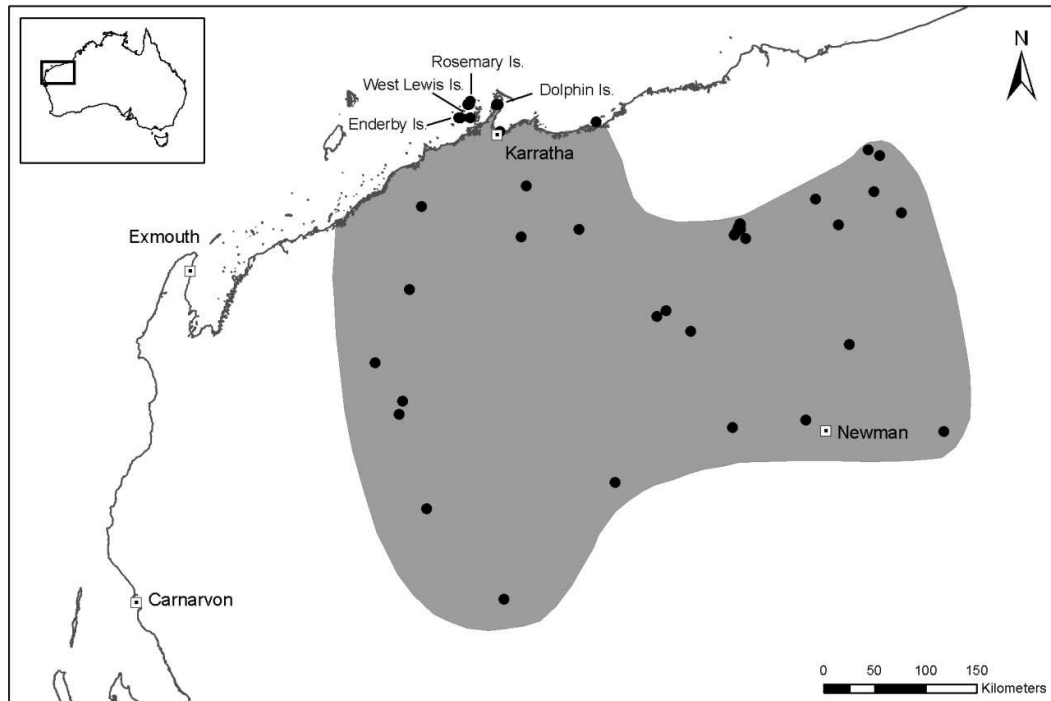 N
Rosemary Is.
West Lewis Is.
Dolphin Is.
Enderby Is.
Karratha
Exmouth
Newman
Carnarvon
0 50 100 150
Kilometers